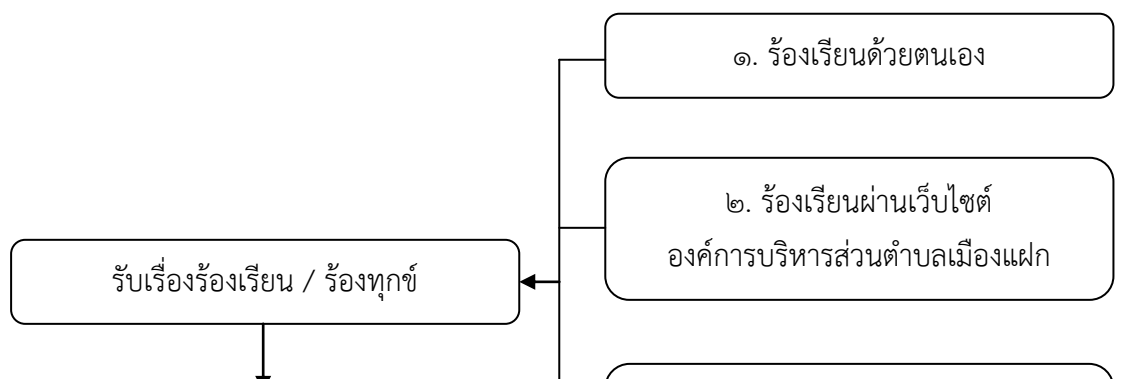 ๑. ร้องเรียนด้วยตนเอง
๒. ร้องเรียนผ่านเว็บไซต์
องค์การบริหารส่วนตำบลเมืองแฝก
รับเรื่องร้องเรียน / ร้องทุกข์